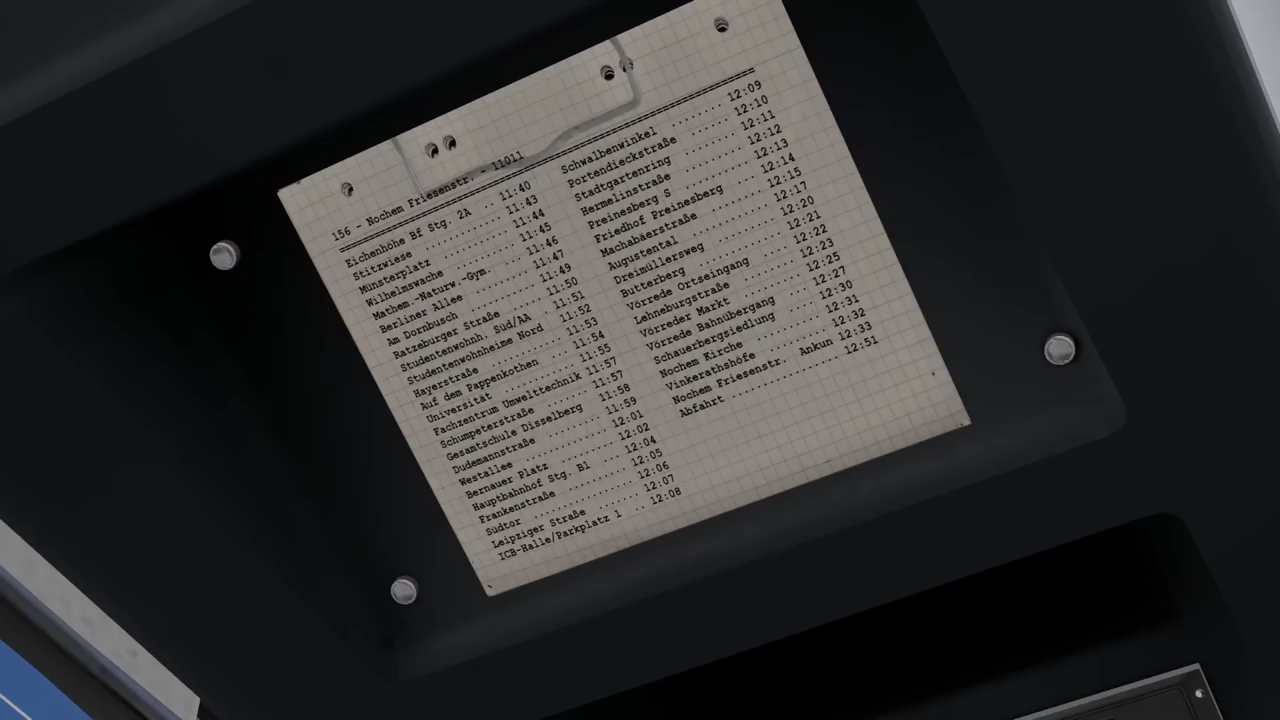 156 - Nochem Friesenstr. - 11011
Eichenhöhe Bf Stg. 2A .... 11:40
Stitzwiese .............. 11:43
Münsterplatz ............ 11:44
Wilhelmswache ........... 11:45
Mathem.-Naturw.-Gym. .... 11:46
Berliner Allee .......... 11:47
Am Dornbusch ............ 11:49
Ratzeburger Straße ...... 11:50
Studentenwohnh. Süd/AA .. 11:51
Studentenwohnheime Nord . 11:52
Hayerstraße ............. 11:53
Auf dem Pappenkothen .... 11:54
Universität ............. 11:55
Fachzentrum Umwelttechnik 11:57
Schumpeterstraße ........ 11:57
Gesamtschule Disselberg . 11:58
Dudemannstraße .......... 11:59
Westallee ............... 12:01
Bernauer Platz .......... 12:02
Hauptbahnhof Stg. B1 .... 12:04
Frankenstraße ........... 12:05
Südtor .................. 12:06
Leipziger Straße ........ 12:07
ICB-Halle/Parkplatz 1 ... 12:08
Schwalbenwinkel ......... 12:09
Portendieckstraße ....... 12:10
Stadtgartenring ......... 12:11
Hermelinstraße .......... 12:12
Preinesberg S ........... 12:13
Friedhof Preinesberg .... 12:14
Machabäerstraße ......... 12:15
Augustental ............. 12:17
Dreimüllersweg .......... 12:20
Butterberg .............. 12:21
Vörrede Ortseingang ..... 12:22
Lehneburgstraße ......... 12:23
Vörreder Markt .......... 12:25
Vörrede Bahnübergang .... 12:27
Schauerbergsiedlung ..... 12:30
Nochem Kirche ........... 12:31
Vinkerathshöfe .......... 12:32
Nochem Friesenstr. Ankun 12:33
Abfahrt ................. 12:51